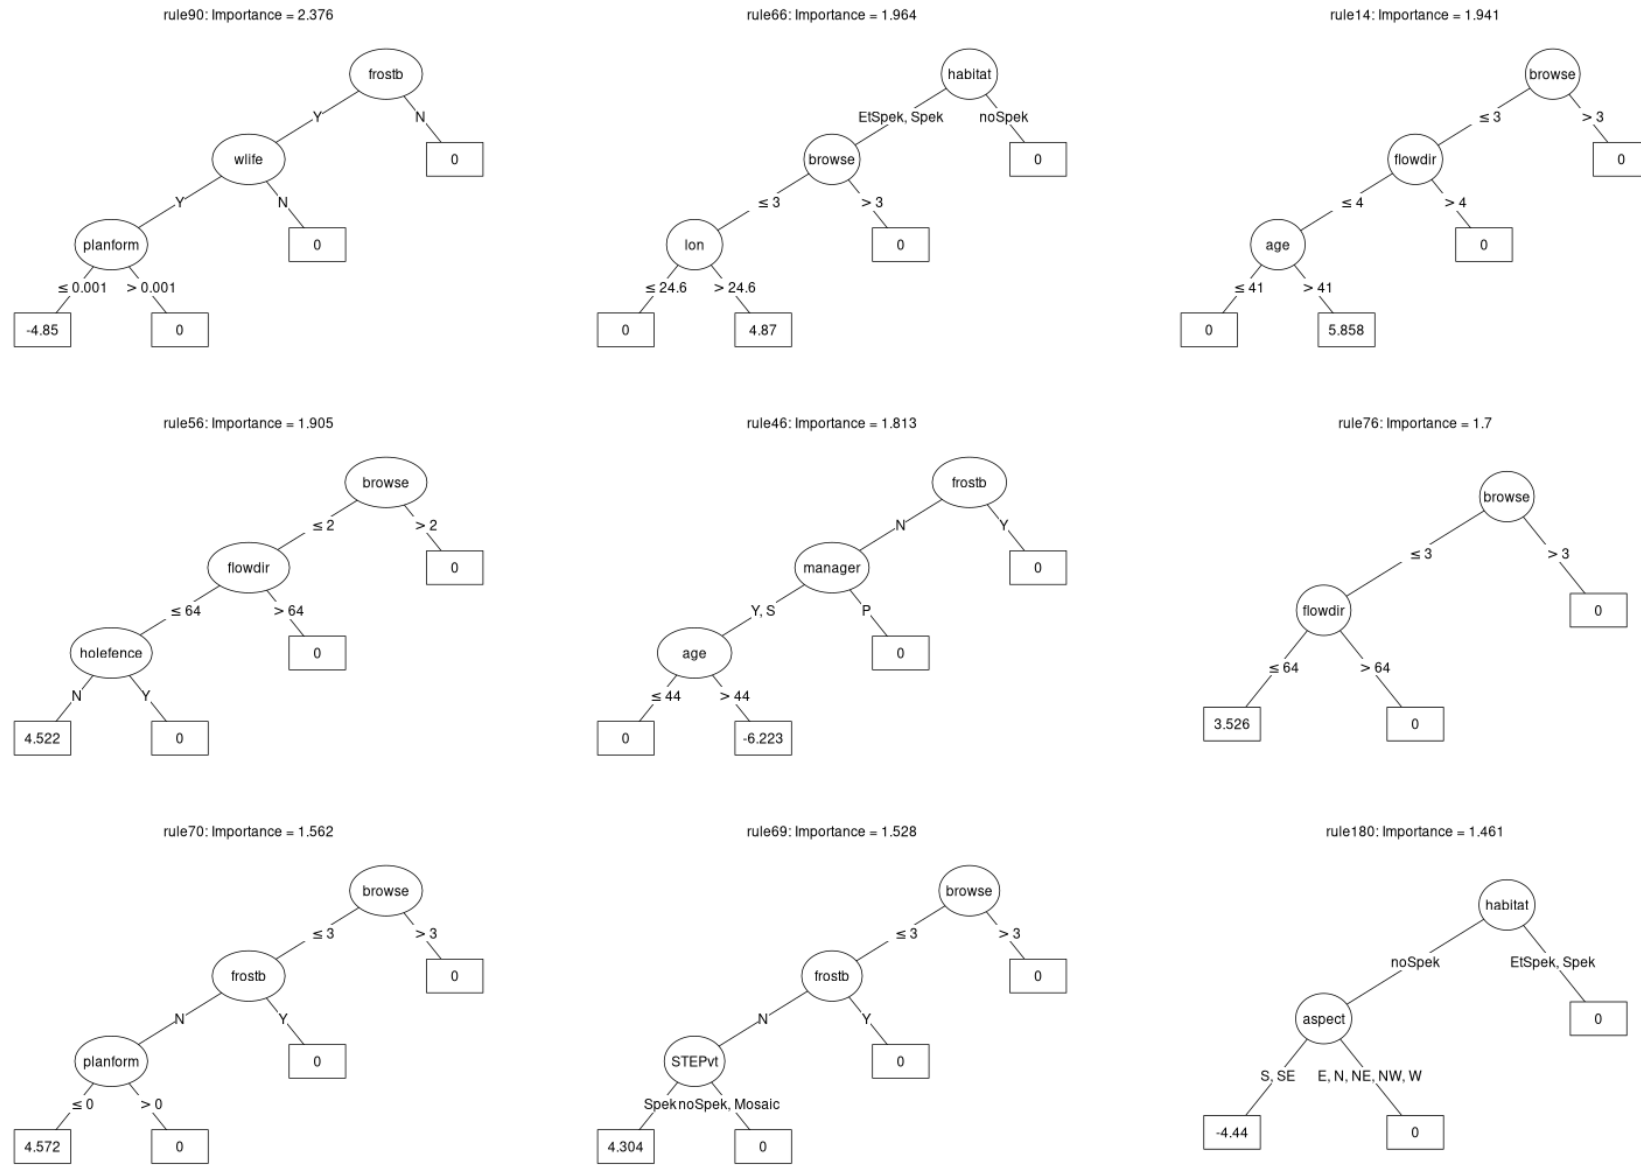 rule90: Importance = 2.376
frostb
Y
N
wlife
0
Y
N
planform
0
≤ 0.001
> 0.001
-4.85
0
rule66: Importance = 1.964
habitat
EtSpek, Spek
noSpek
browse
0
≤ 3
> 3
lon
0
≤ 24.6
> 24.6
0
4.87
rule14: Importance = 1.941
browse
≤ 3
> 3
flowdir
0
≤ 4
> 4
age
0
≤ 41
> 41
0
5.858
rule56: Importance = 1.905
browse
≤ 2
> 2
flowdir
0
≤ 64
> 64
holefence
0
N
Y
4.522
0
rule46: Importance = 1.813
frostb
N
Y
manager
0
Y, S
P
age
0
≤ 44
> 44
0
-6.223
rule76: Importance = 1.7
browse
≤ 3
> 3
flowdir
0
≤ 64
> 64
3.526
0
rule70: Importance = 1.562
browse
≤ 3
> 3
frostb
0
N
Y
planform
0
≤ 0
> 0
4.572
0
rule69: Importance = 1.528
browse
≤ 3
> 3
frostb
0
N
Y
STEPvt
0
Spek
noSpek, Mosaic
4.304
0
rule180: Importance = 1.461
habitat
noSpek
EtSpek, Spek
aspect
0
S, SE
E, N, NE, NW, W
-4.44
0